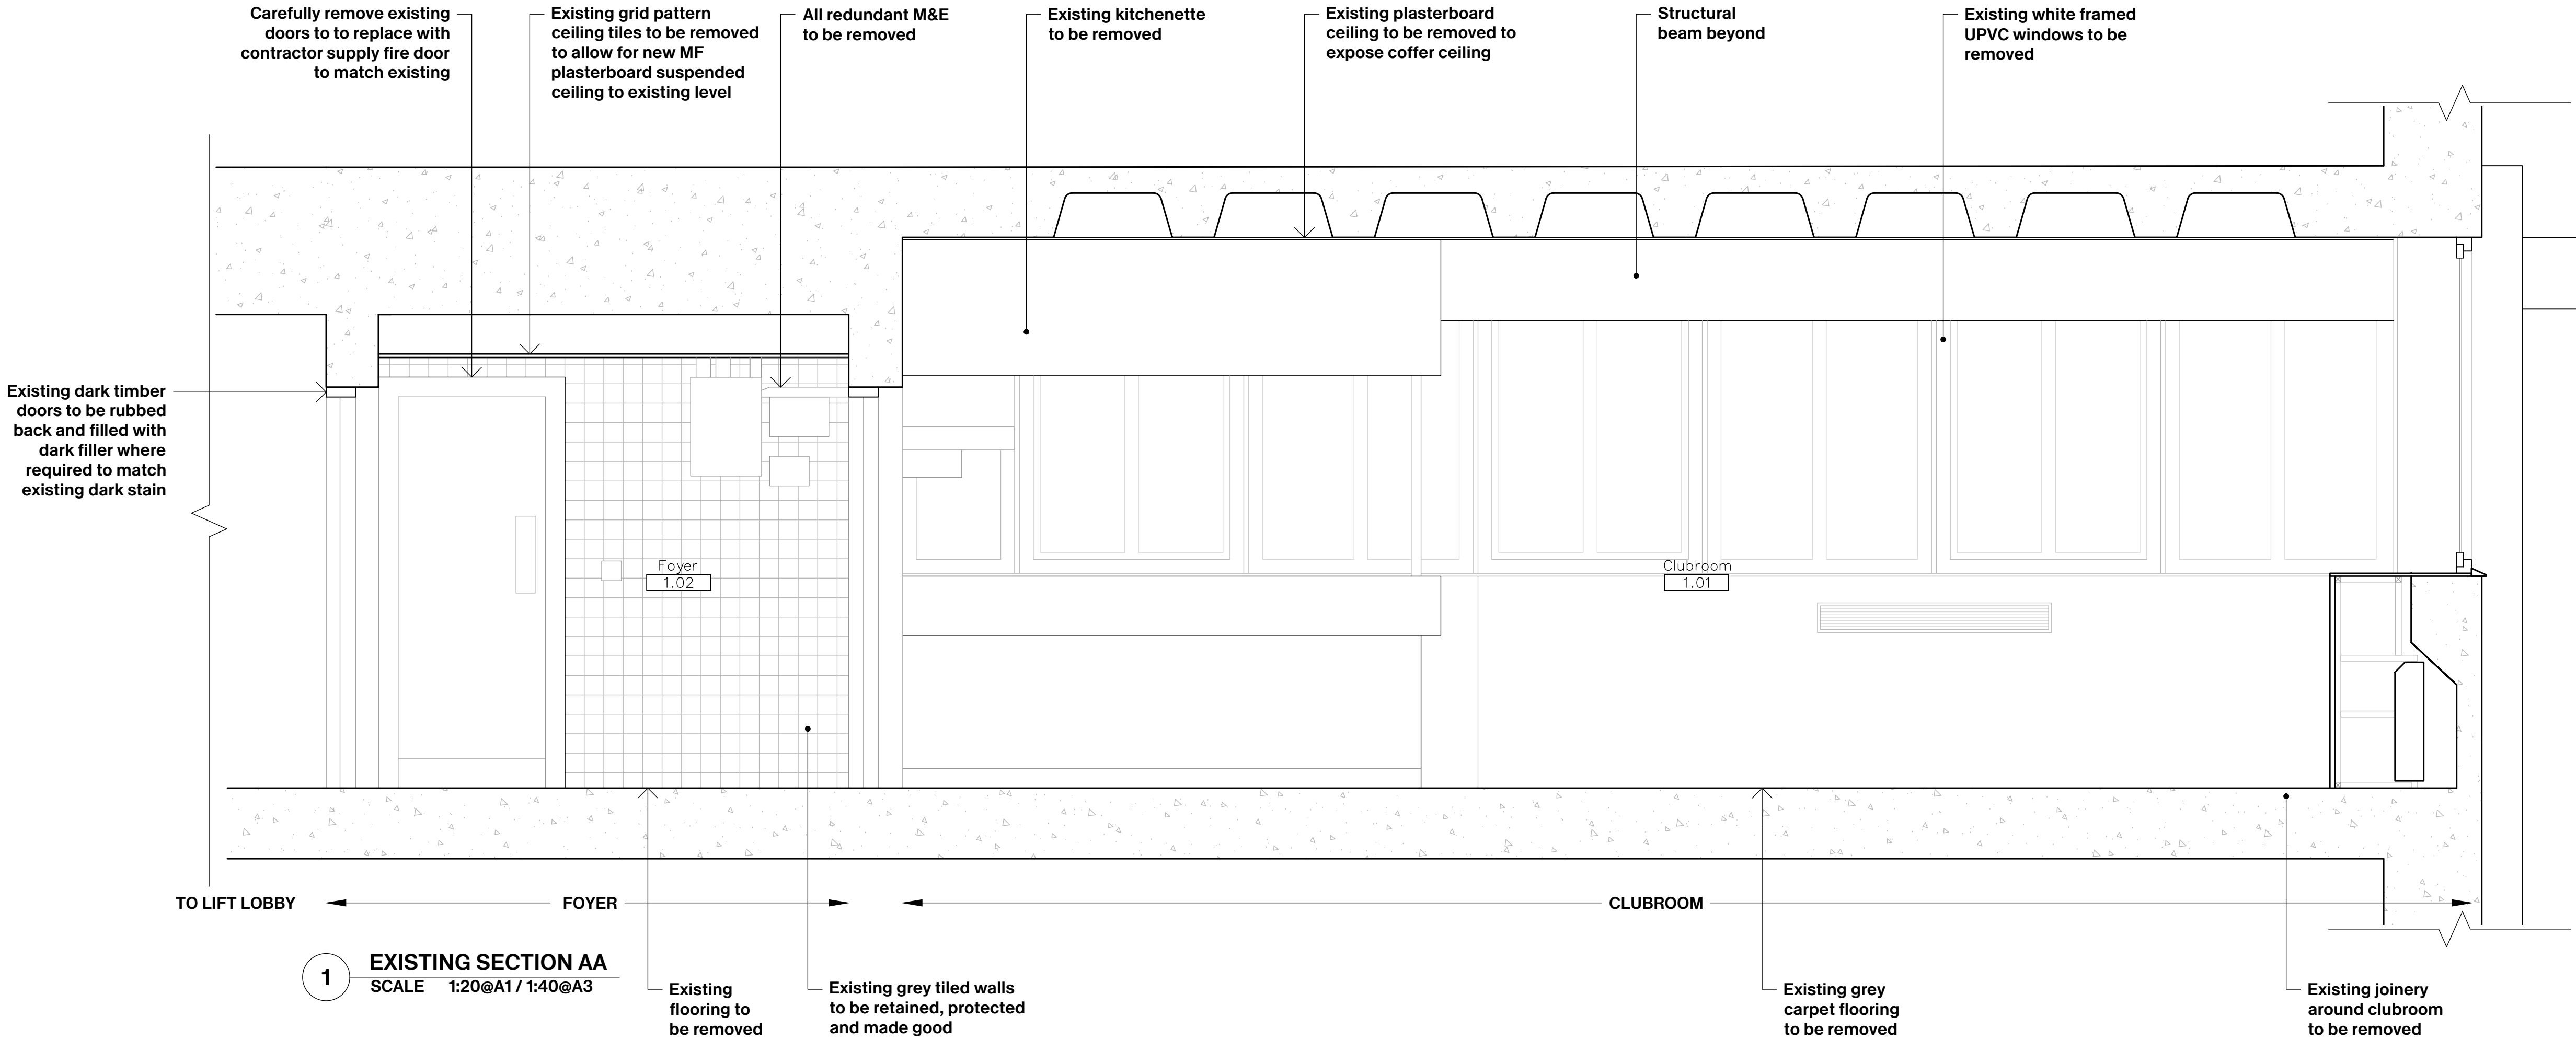 Carefully remove existing
doors to to replace with
contractor supply fire door
to match existing
Existing grid pattern
ceiling tiles to be removed
to allow for new MF
plasterboard suspended
ceiling to existing level
All redundant M&E
to be removed
Existing kitchenette
to be removed
Existing plasterboard
ceiling to be removed to
expose coffer ceiling
Structural
beam beyond
Existing white framed
UPVC windows to be
removed
Existing dark timber
doors to be rubbed
back and filled with
dark filler where
required to match
existing dark stain
Foyer
1.02
Clubroom
1.01
TO LIFT LOBBY
FOYER
CLUBROOM
1
EXISTING SECTION AA
SCALE 1:20@A1 / 1:40@A3
Existing
flooring to
be removed
Existing grey tiled walls
to be retained, protected
and made good
Existing grey
carpet flooring
to be removed
Existing joinery
around clubroom
to be removed